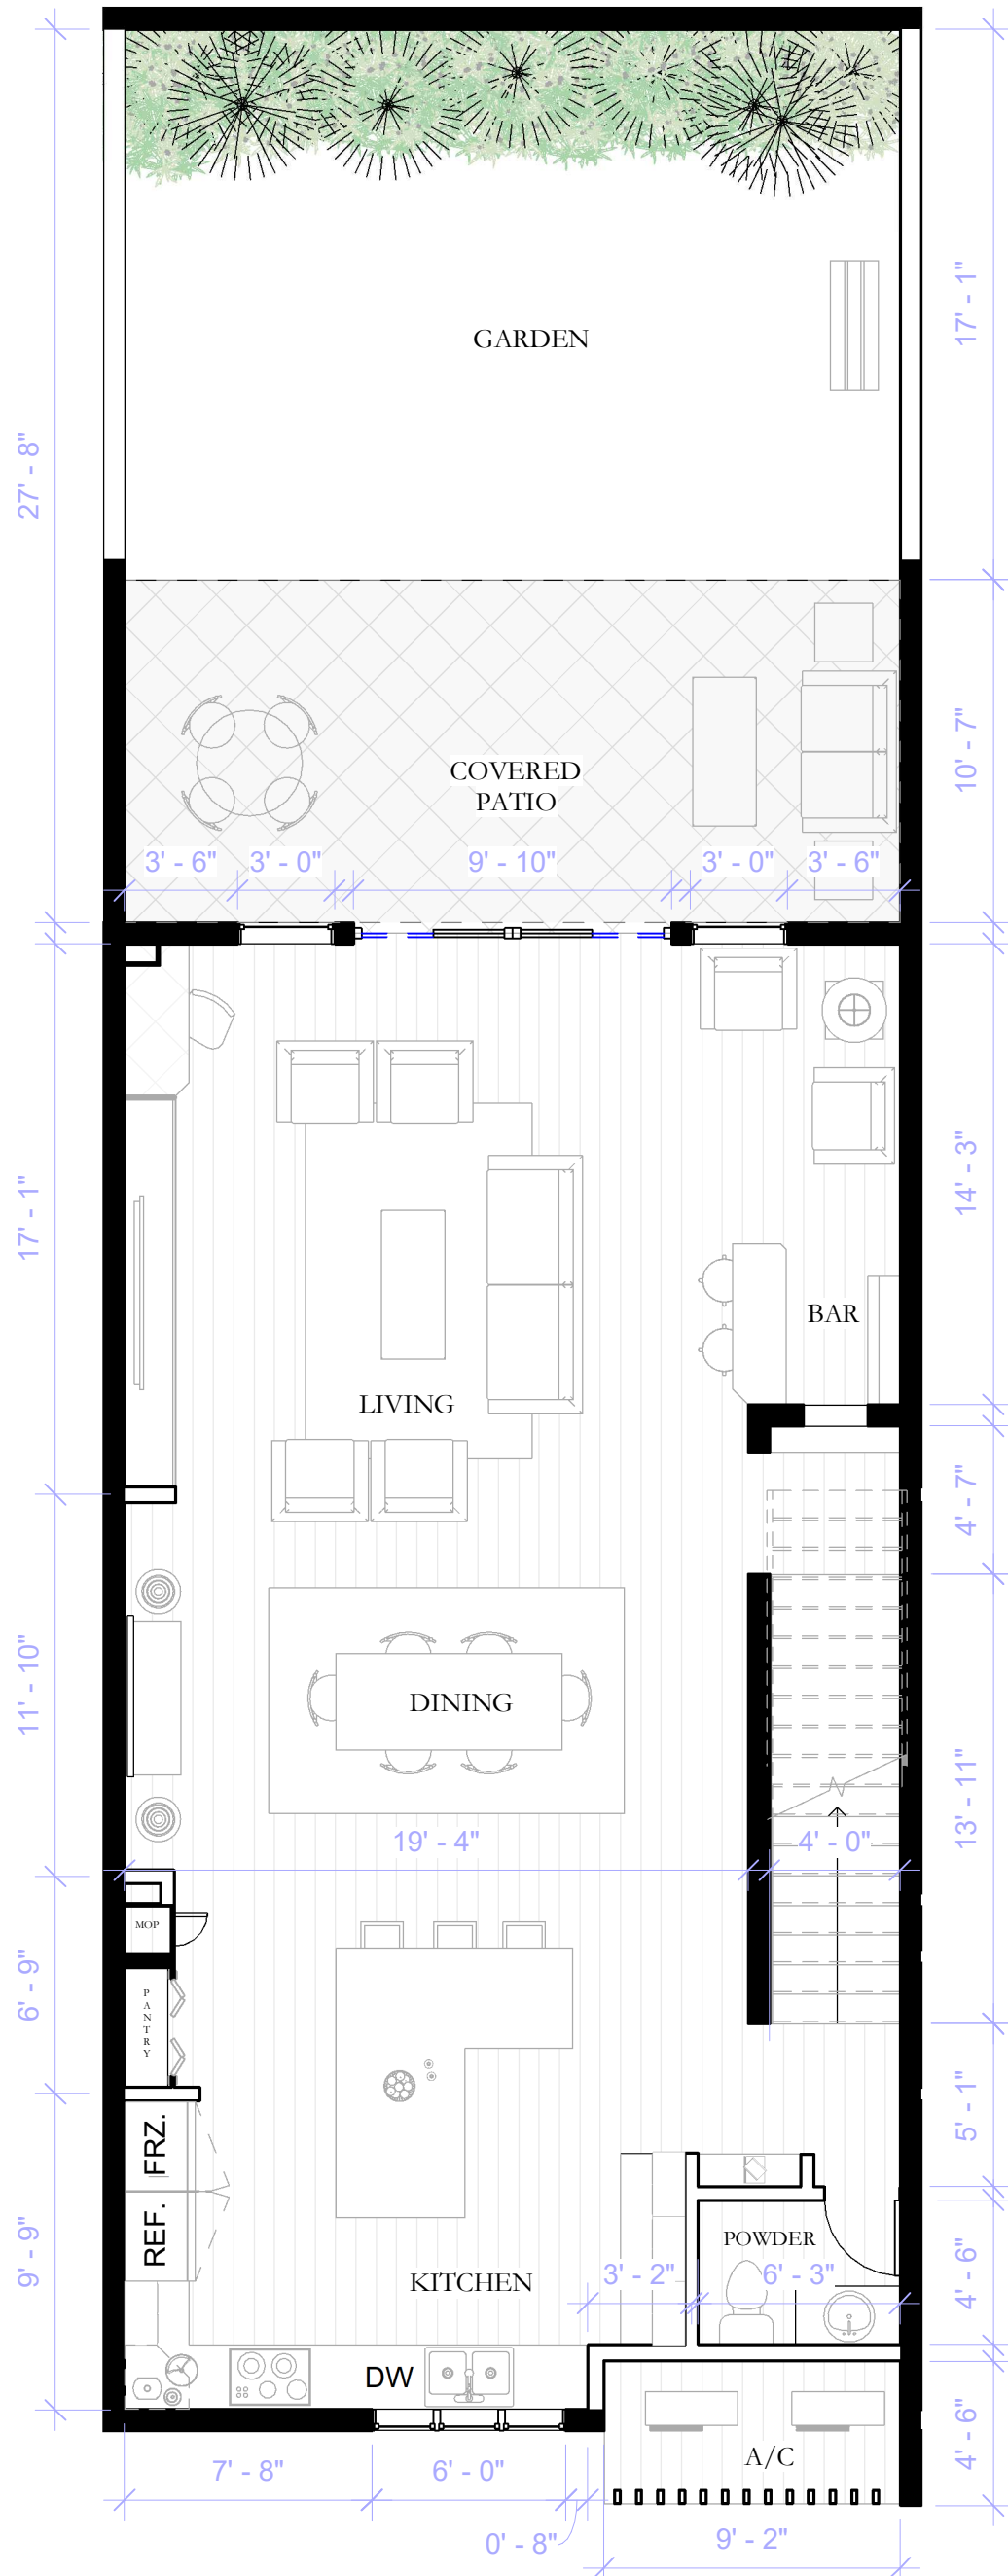 17' - 1"
GARDEN
27' - 8"
10' - 7"
COVERED
PATIO
3' - 6"
3' - 0"
9' - 10"
3' - 0"
3' - 6"
14' - 3"
17' - 1"
BAR
LIVING
4' - 7"
11' - 10"
DINING
13' - 11"
19' - 4"
4' - 0"
MOP
6' - 9"
PANTRY
5' - 1"
FRZ.
REF.
POWDER
9' - 9"
4' - 6"
3' - 2"
6' - 3"
KITCHEN
DW
4' - 6"
A/C
7' - 8"
6' - 0"
0' - 8"
9' - 2"